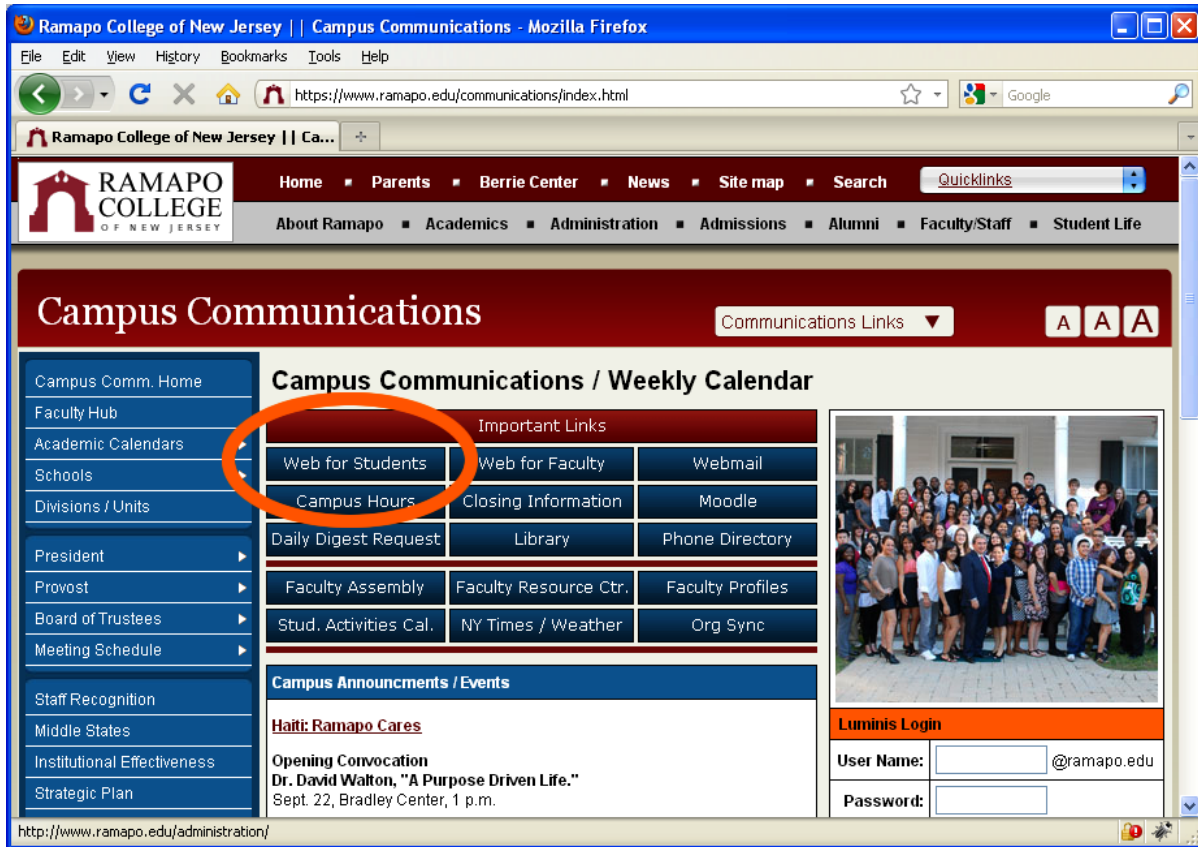 Ramapo College of New Jersey || Campus Communications - Mozilla Firefox
File Edit View History Bookmarks Tools Help
https://www.ramapo.edu/communications/index.html Google
Ramapo College of New Jersey || Ca...
RAMAPO
COLLEGE
OF NEW JERSEY
Home Parents Berrie Center News Site map Search Quicklinks
About Ramapo Academics Administration Admissions Alumni Faculty/Staff Student Life
Campus Communications
Communications Links ▼ A A A
Campus Comm. Home
Faculty Hub
Academic Calendars
Schools
Divisions / Units
President
Provost
Board of Trustees
Meeting Schedule
Staff Recognition
Middle States
Institutional Effectiveness
Strategic Plan
Campus Communications / Weekly Calendar
Important Links
Web for Students Web for Faculty Webmail
Campus Hours Closing Information Moodle
Daily Digest Request Library Phone Directory
Faculty Assembly Faculty Resource Ctr. Faculty Profiles
Stud. Activities Cal. NY Times / Weather Org Sync
Campus Announcments / Events
Haiti: Ramapo Cares
Opening Convocation
Dr. David Walton, "A Purpose Driven Life."
Sept. 22, Bradley Center, 1 p.m.
Luminis Login
User Name: @ramapo.edu
Password:
http://www.ramapo.edu/administration/